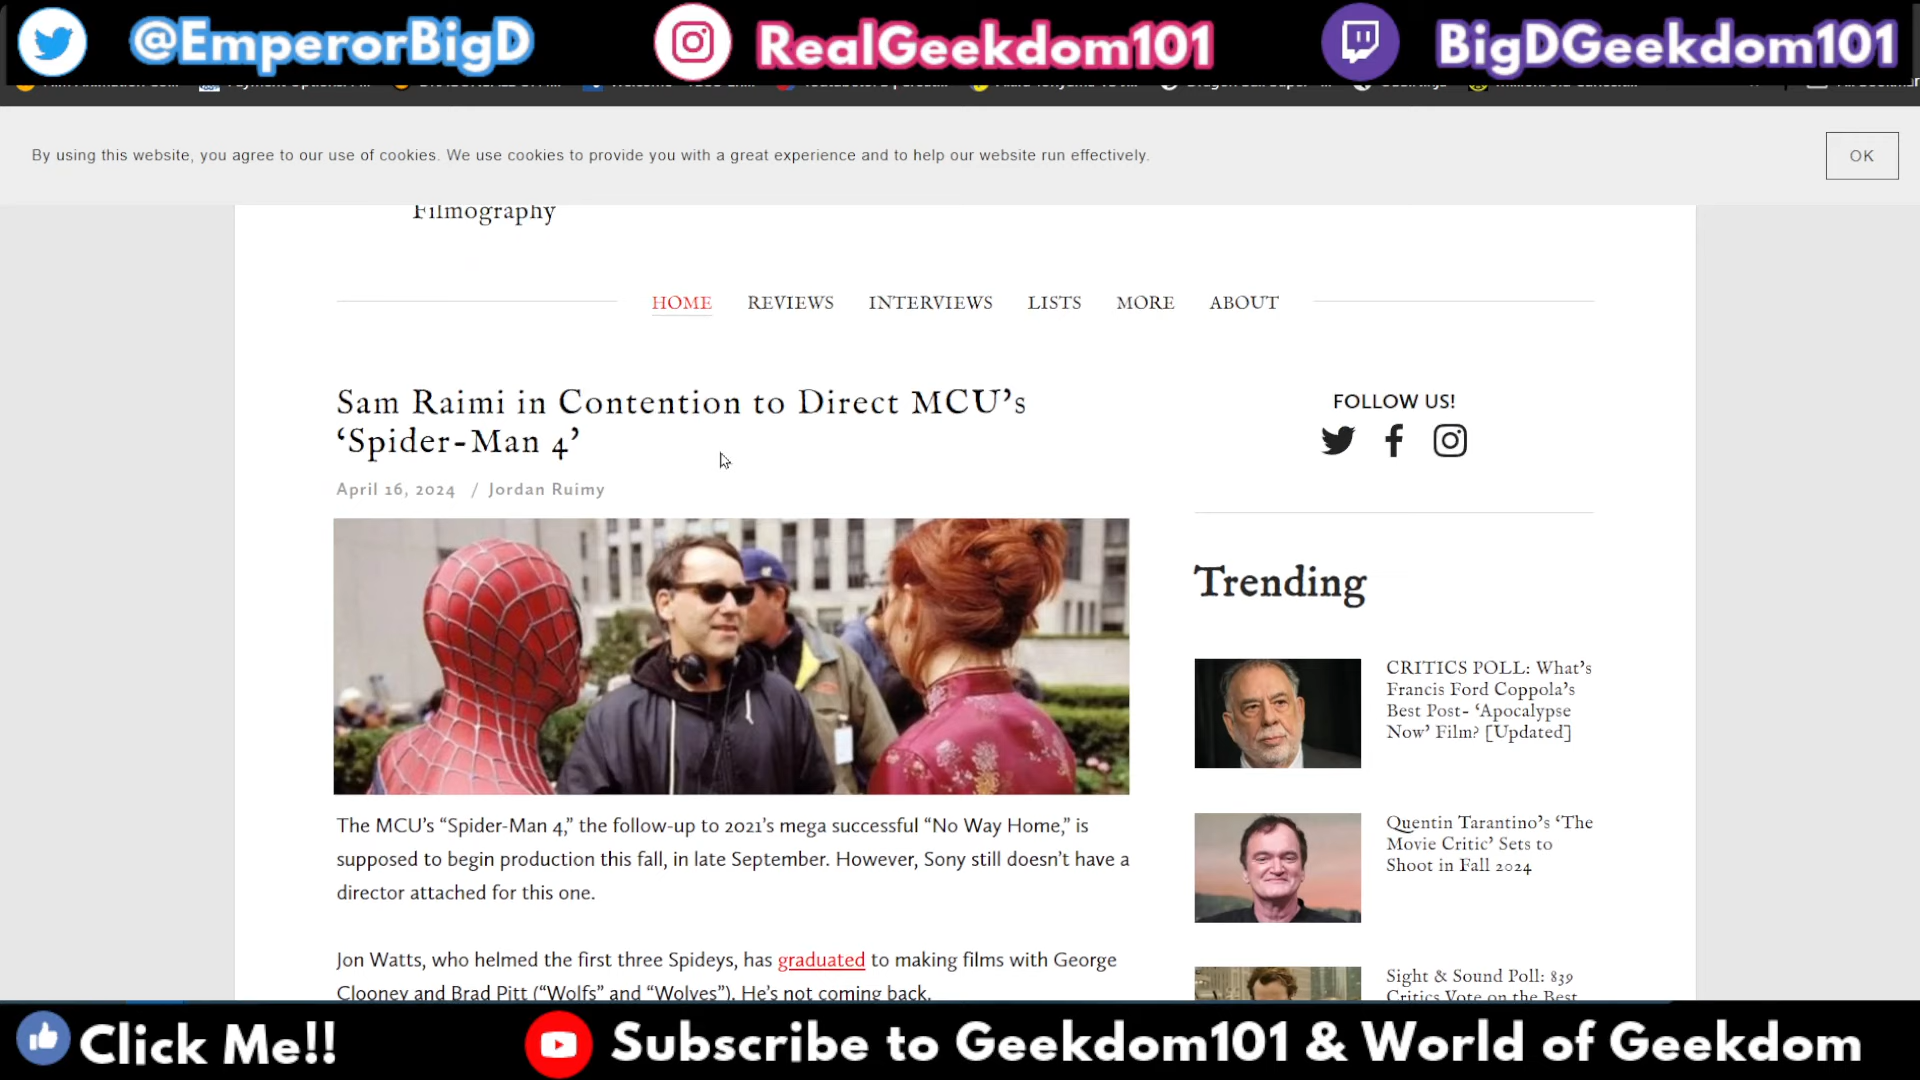 @EmperorBigD
RealGeekdom101
BigDGeekdom101
By using this website, you agree to our use of cookies. We use cookies to provide you with a great experience and to help our website run effectively.
OK
Filmography
HOME
REVIEWS
INTERVIEWS
LISTS
MORE
ABOUT
Sam Raimi in Contention to Direct MCU's
‘Spider-Man 4’
April 16, 2024 / Jordan Ruimy
The MCU's “Spider-Man 4,” the follow-up to 2021's mega successful “No Way Home,” is
supposed to begin production this fall, in late September. However, Sony still doesn't have a
director attached for this one.
Jon Watts, who helmed the first three Spideys, has graduated to making films with George
Clooney and Brad Pitt (“Wolfs” and “Wolves”). He's not coming back.
FOLLOW US!
Trending
CRITICS POLL: What's
Francis Ford Coppola's
Best Post- ‘Apocalypse
Now’ Film? [Updated]
Quentin Tarantino's ‘The
Movie Critic’ Sets to
Shoot in Fall 2024
Sight & Sound Poll: 839
Critics Vote on the Best
Click Me!!
Subscribe to Geekdom101 & World of Geekdom